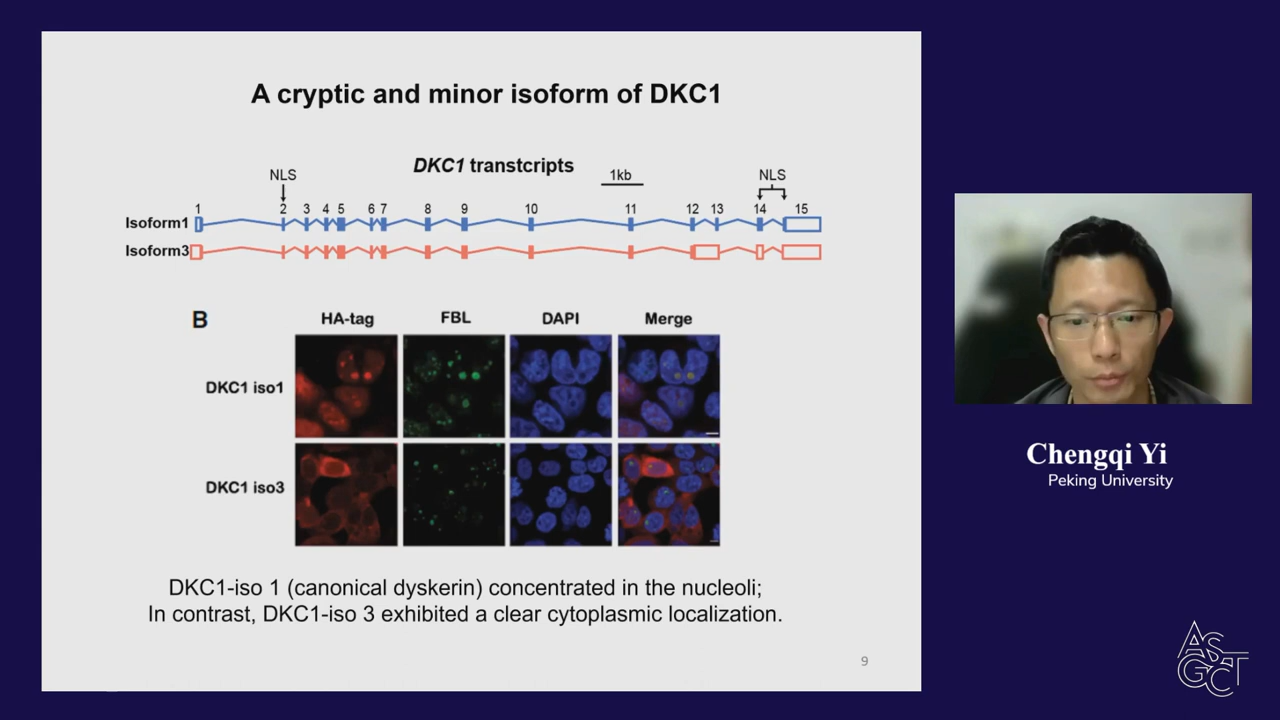 A cryptic and minor isoform of DKC1
DKC1 transtcripts
1kb
NLS
NLS
1 2 3 4 5 6 7 8 9 10 11 12 13 14 15
Isoform1
Isoform3
B
HA-tag FBL DAPI Merge
DKC1 iso1
DKC1 iso3
DKC1-iso 1 (canonical dyskerin) concentrated in the nucleoli;
In contrast, DKC1-iso 3 exhibited a clear cytoplasmic localization.
9
Chengqi Yi
Peking University
ASGCT